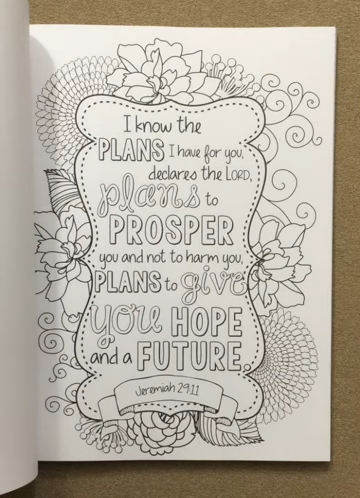 I know the
PLANS I have for you,
declares the LORD,
plans to
PROSPER
you and not to harm you,
PLANS to give
you HOPE
and a FUTURE.
Jeremiah 29:11